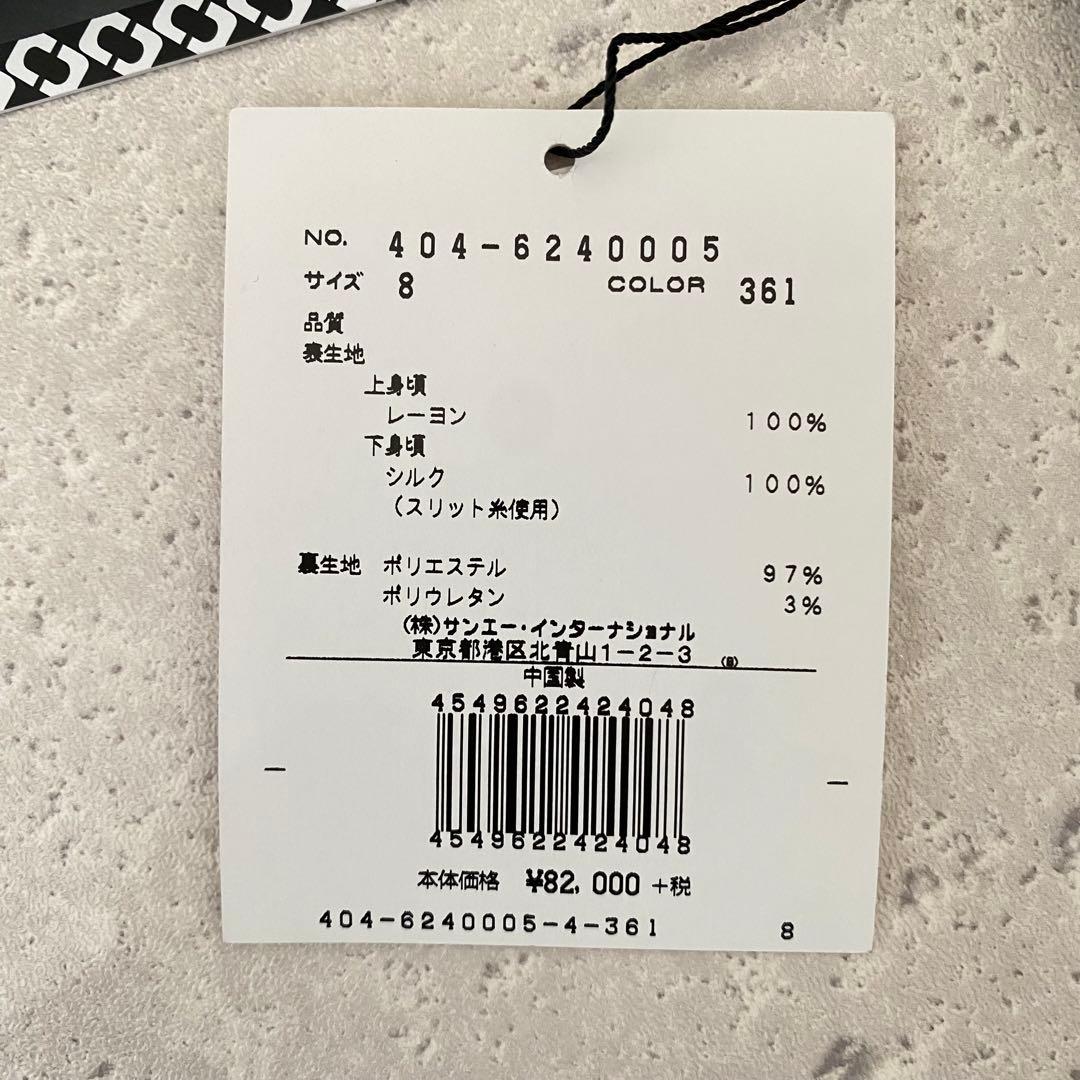 NO. 404-6240005
サイズ 8 COLOR 361
品質
表生地
上身頃
レーヨン 100%
下身頃
シルク 100%
(スリット糸使用)
裏生地 ポリエステル 97%
ポリウレタン 3%
(株)サンエー・インターナショナル
東京都港区北青山1-2-3 (B)
中国製
4549622424048
4549622424048
本体価格 ¥82,000 +税
404-6240005-4-361 8